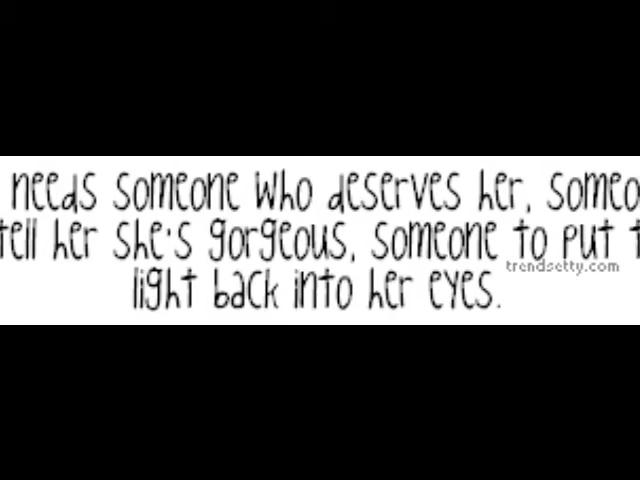 needs someone who deserves her, someo
tell her she's gorgeous, someone to put t
trendsetty.com
light back into her eyes.